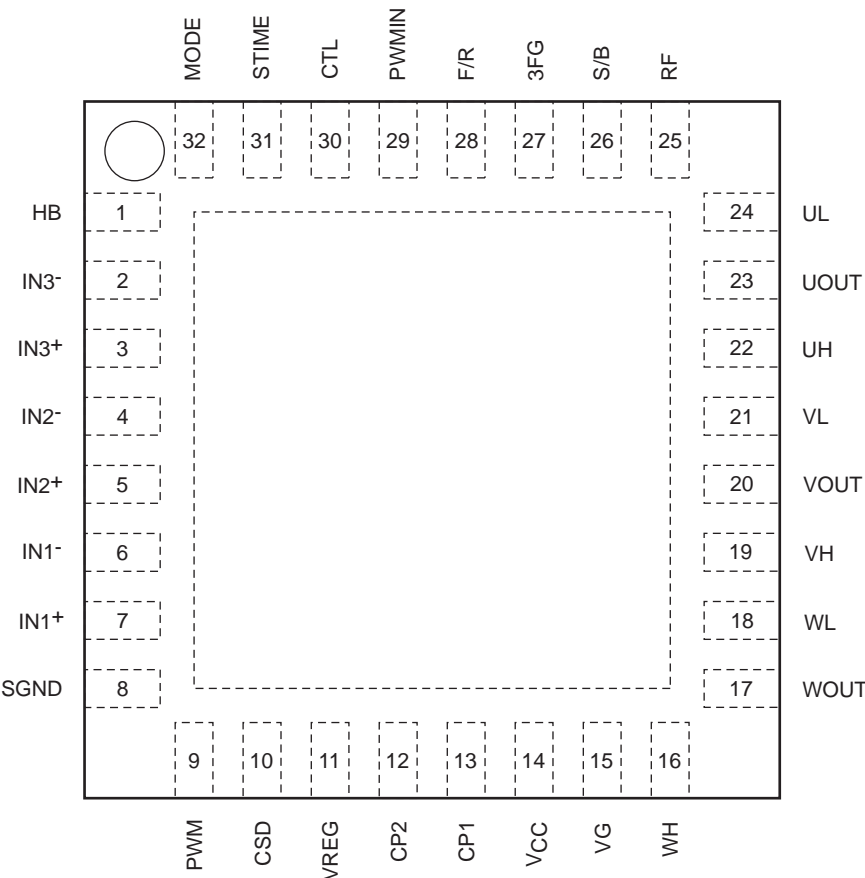 MODE
STIME
CTL
PWMIN
F/R
3FG
S/B
RF
32 31 30 29 28 27 26 25
HB 1 24 UL
IN3- 2 23 UOUT
IN3+ 3 22 UH
IN2- 4 21 VL
IN2+ 5 20 VOUT
IN1- 6 19 VH
IN1+ 7 18 WL
SGND 8 17 WOUT
9 10 11 12 13 14 15 16
PWM
CSD
VREG
CP2
CP1
VCC
VG
WH